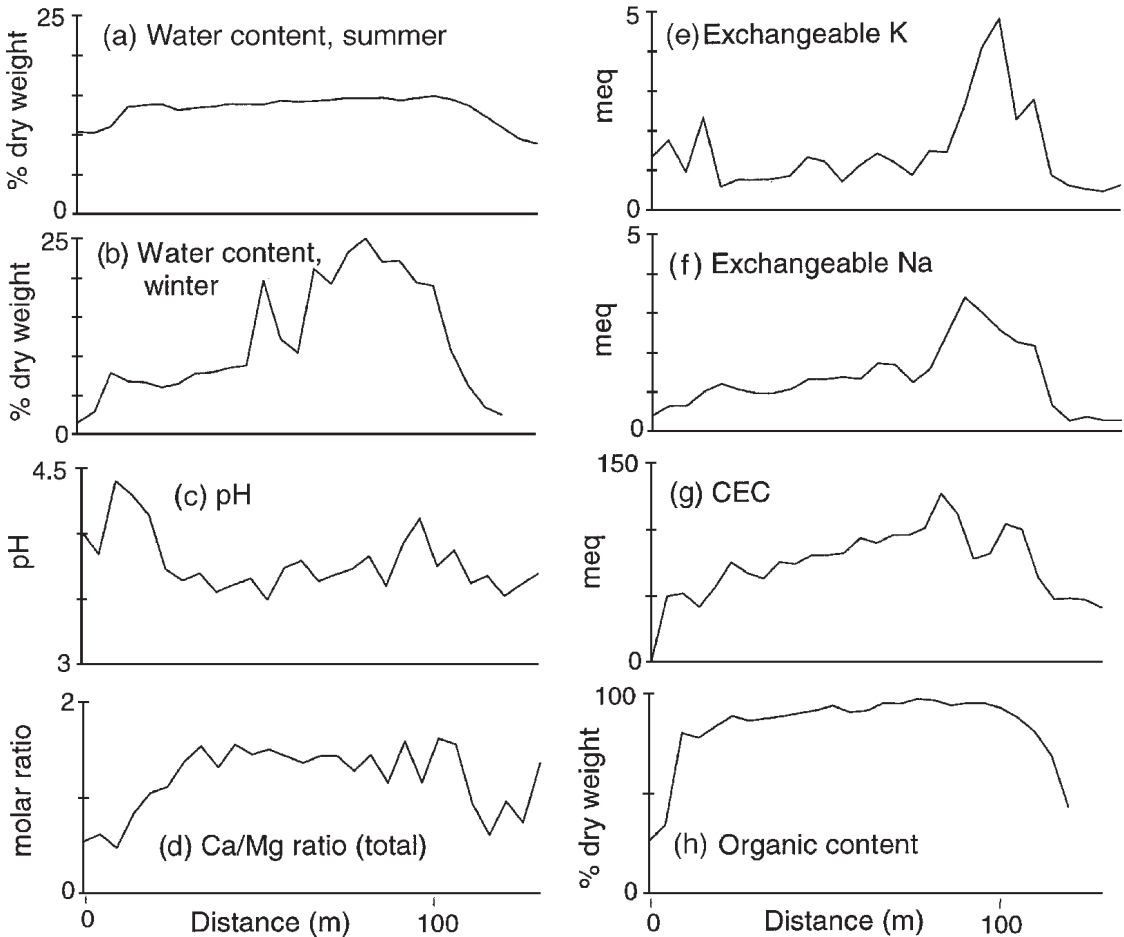 25
(a) Water content, summer
% dry weight
0
25
(b) Water content,
winter
% dry weight
0
4.5
(c) pH
pH
3
2
molar ratio
(d) Ca/Mg ratio (total)
0
0
Distance (m)
100
5
(e) Exchangeable K
meq
0
5
(f) Exchangeable Na
meq
0
150
(g) CEC
meq
0
100
% dry weight
(h) Organic content
0
0
Distance (m)
100